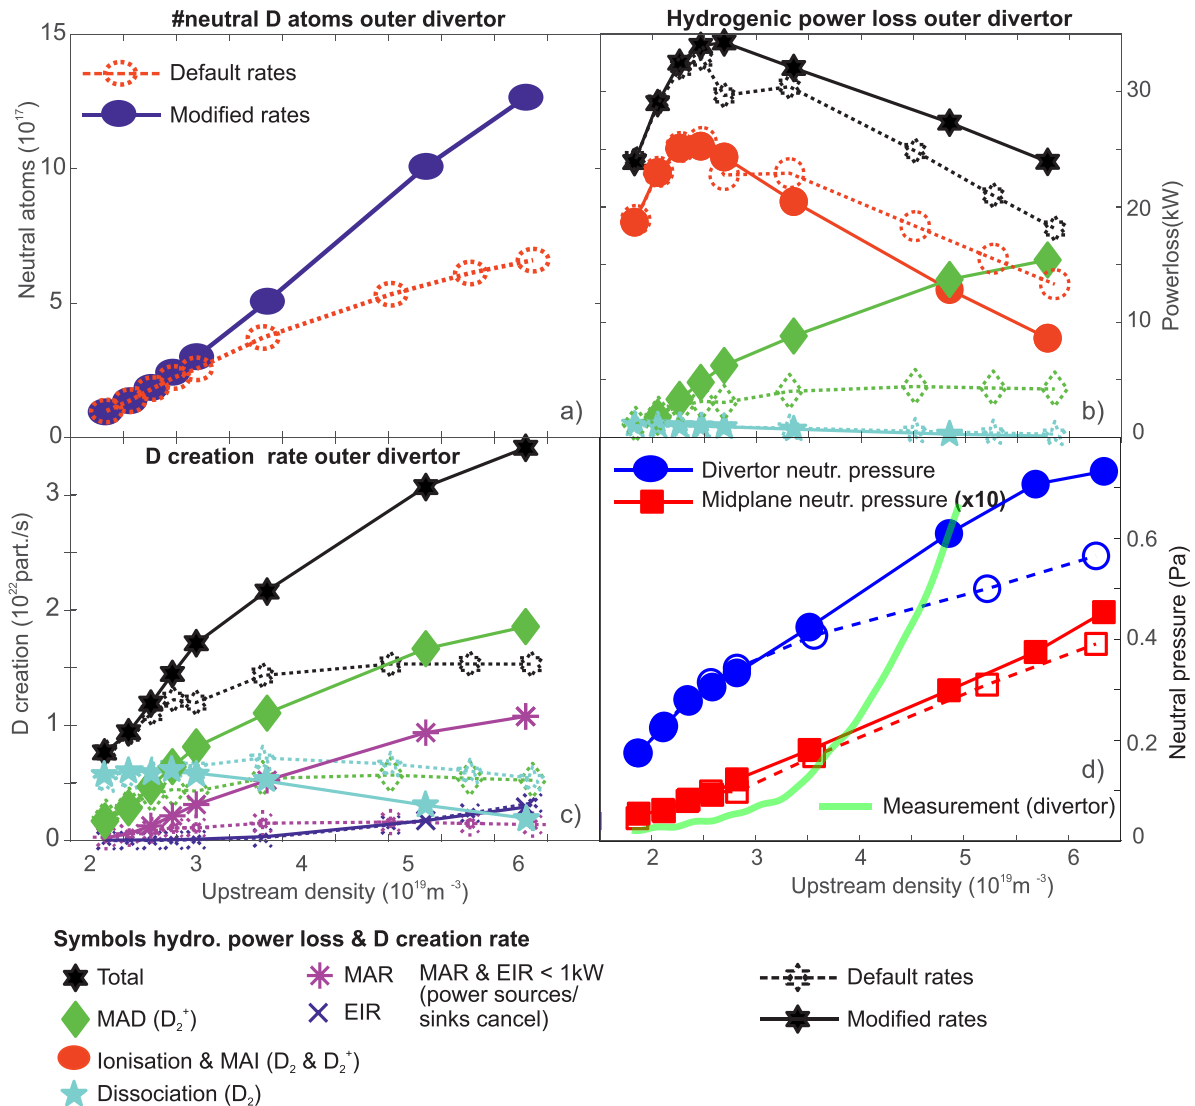 #neutral D atoms outer divertor
Hydrogenic power loss outer divertor
15
10
5
0
Neutral atoms (10¹⁷)
Default rates
Modified rates
a)
30
20
10
0
Powerloss(kW)
b)
D creation rate outer divertor
3
2
1
0
D creation (10²²part./s)
c)
2
3
4
5
6
Upstream density (10¹⁹m⁻³)
Divertor neutr. pressure
Midplane neutr. pressure (x10)
0.6
0.4
0.2
0
Neutral pressure (Pa)
d)
Measurement (divertor)
2
3
4
5
6
Upstream density (10¹⁹m⁻³)
Symbols hydro. power loss & D creation rate
Total
MAD (D₂⁺)
Ionisation & MAI (D₂ & D₂⁺)
Dissociation (D₂)
MAR
EIR
MAR & EIR < 1kW
(power sources/
sinks cancel)
Default rates
Modified rates